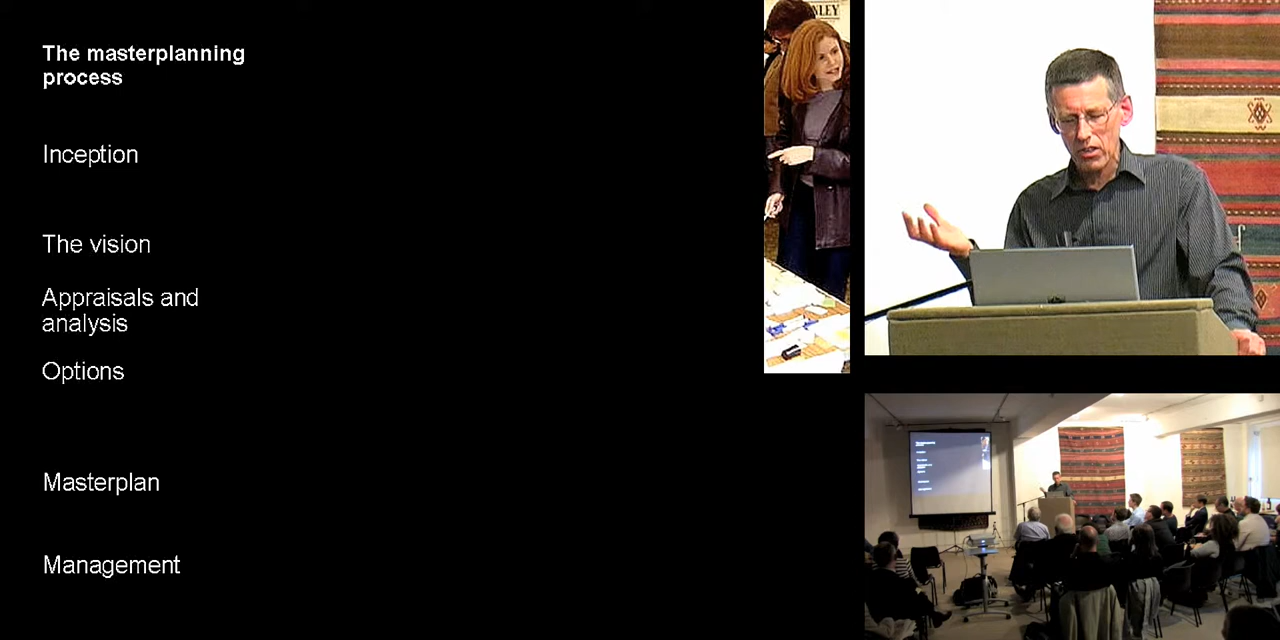 The masterplanning
process
Inception
The vision
Appraisals and
analysis
Options
Masterplan
Management